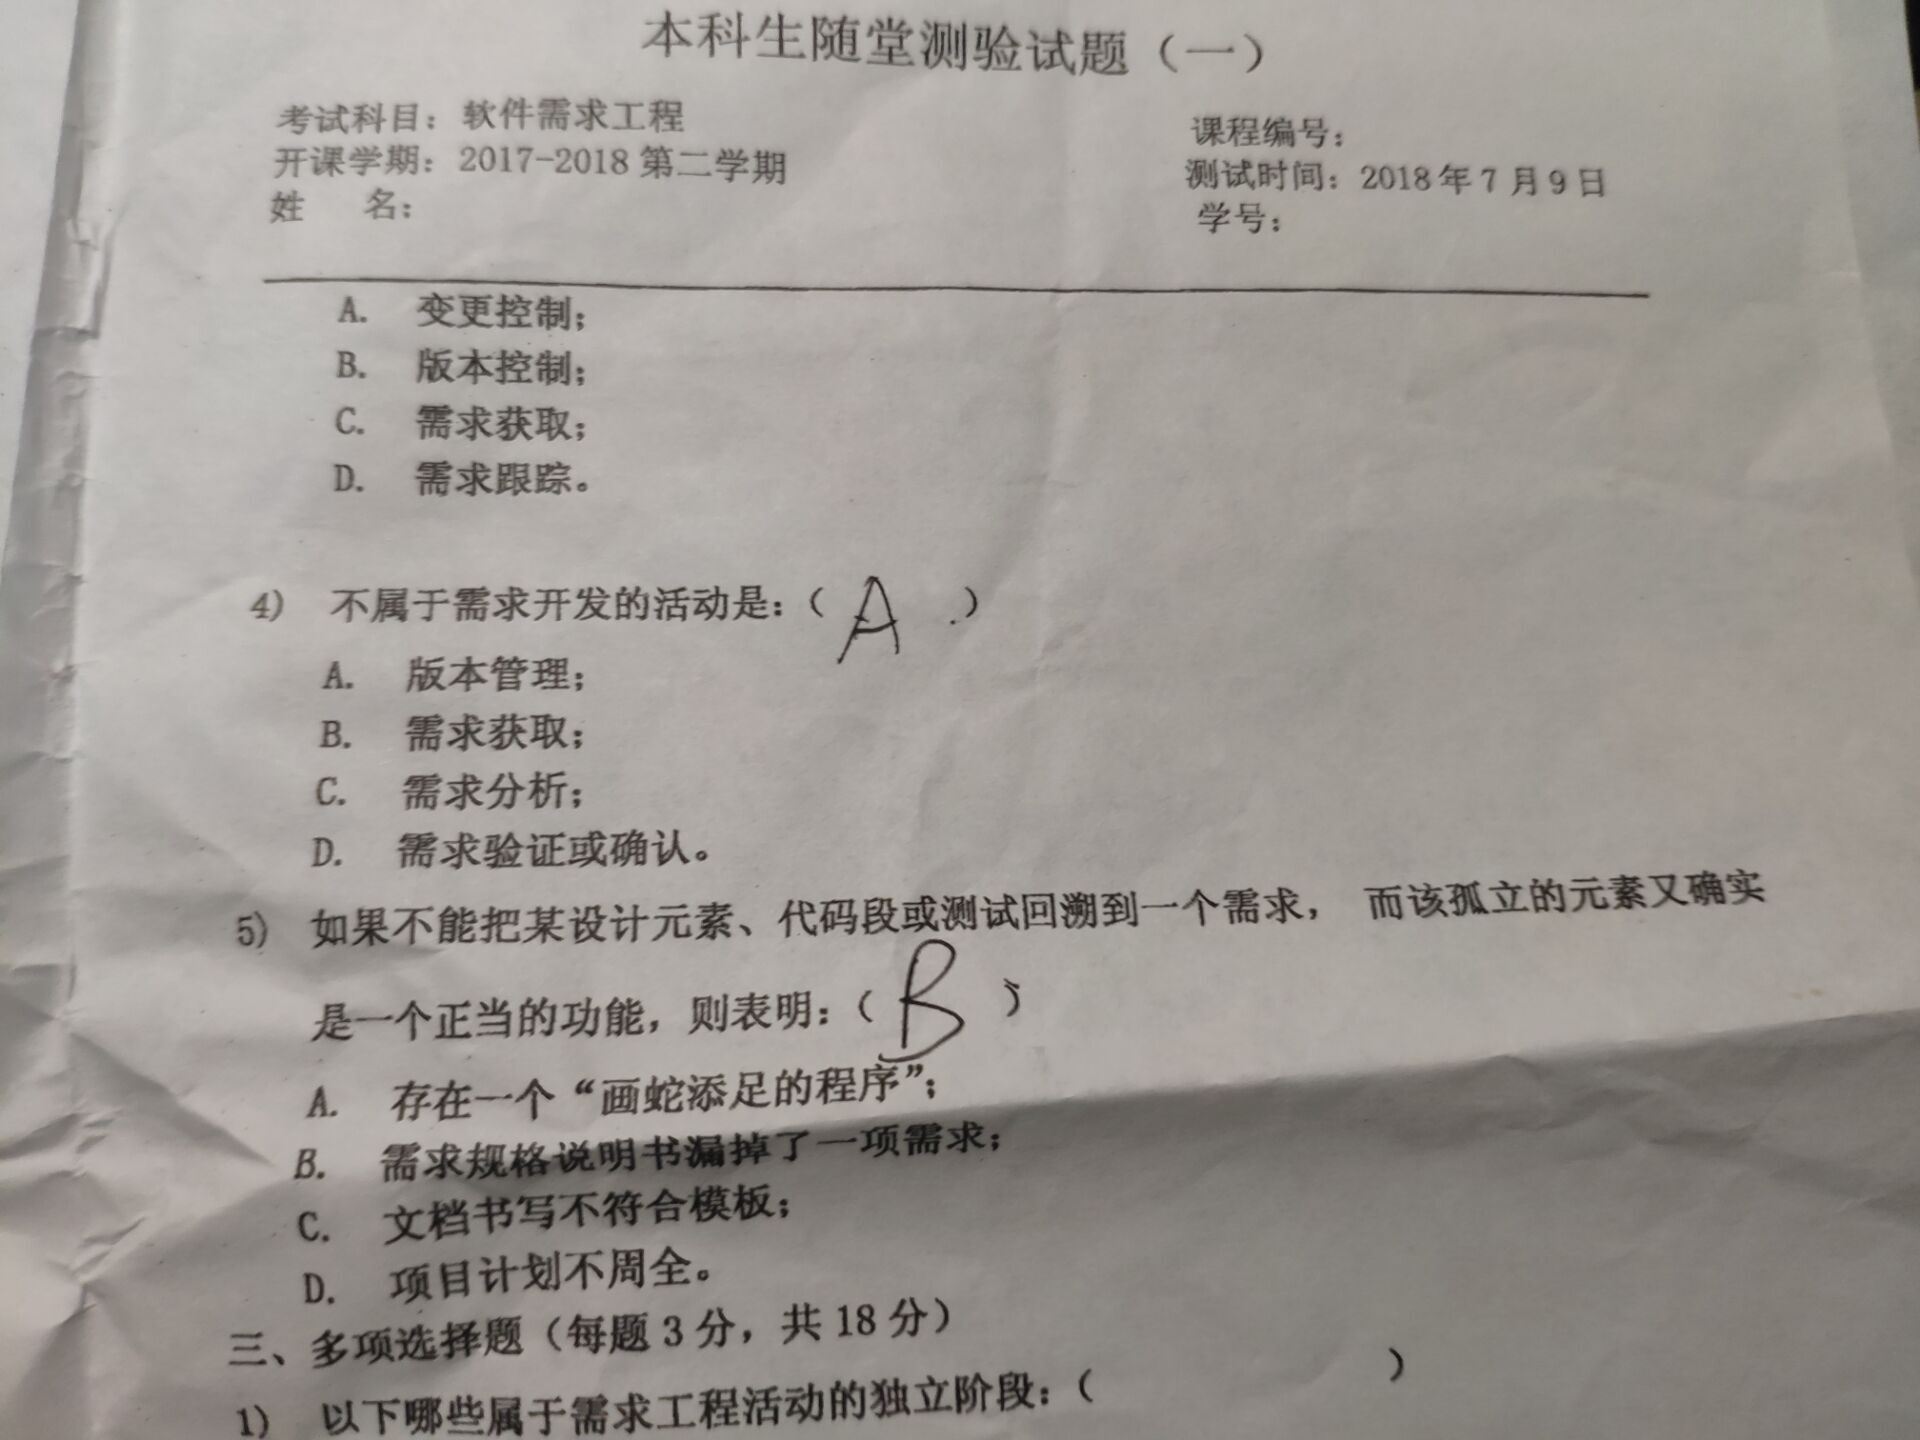 本科生随堂测验试题（一）
考试科目：软件需求工程
课程编号：
开课学期：2017-2018 第二学期
测试时间：2018 年 7 月 9 日
姓 名：
学号：
A. 变更控制；
B. 版本控制；
C. 需求获取；
D. 需求跟踪。
4) 不属于需求开发的活动是：（ A ）
A. 版本管理；
B. 需求获取；
C. 需求分析；
D. 需求验证或确认。
5) 如果不能把某设计元素、代码段或测试回溯到一个需求， 而该孤立的元素又确实
是一个正当的功能，则表明：（ B ）
A. 存在一个“画蛇添足的程序”；
B. 需求规格说明书漏掉了一项需求；
C. 文档书写不符合模板；
D. 项目计划不周全。
三、多项选择题（每题 3 分，共 18 分）
1) 以下哪些属于需求工程活动的独立阶段：（ ）